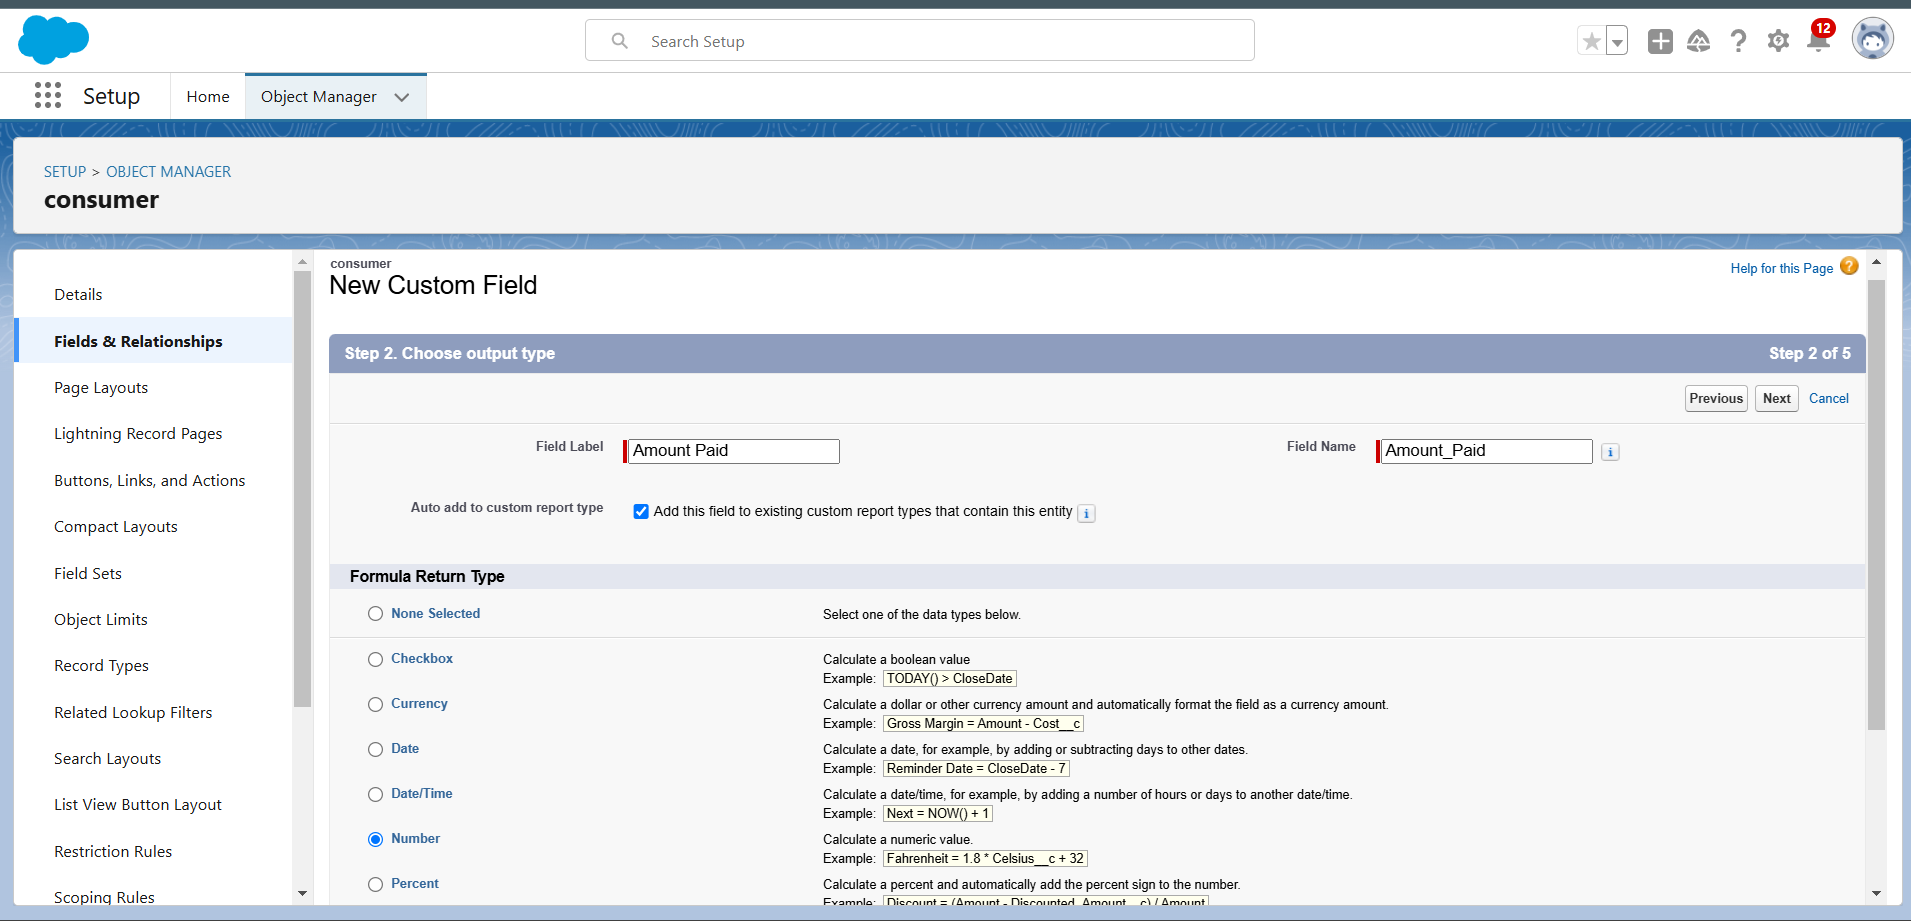 Search Setup
12
Setup
Home
Object Manager
SETUP > OBJECT MANAGER
consumer
Details
Fields & Relationships
Page Layouts
Lightning Record Pages
Buttons, Links, and Actions
Compact Layouts
Field Sets
Object Limits
Record Types
Related Lookup Filters
Search Layouts
List View Button Layout
Restriction Rules
Scoping Rules
consumer
New Custom Field
Help for this Page ?
Step 2. Choose output type
Step 2 of 5
Previous Next Cancel
Field Label Amount Paid
Field Name Amount_Paid i
Auto add to custom report type
Add this field to existing custom report types that contain this entity i
Formula Return Type
None Selected Select one of the data types below.
Checkbox Calculate a boolean value
Example: TODAY() > CloseDate
Currency Calculate a dollar or other currency amount and automatically format the field as a currency amount.
Example: Gross Margin = Amount - Cost__c
Date Calculate a date, for example, by adding or subtracting days to other dates.
Example: Reminder Date = CloseDate - 7
Date/Time Calculate a date/time, for example, by adding a number of hours or days to another date/time.
Example: Next = NOW() + 1
Number Calculate a numeric value.
Example: Fahrenheit = 1.8 * Celsius__c + 32
Percent Calculate a percent and automatically add the percent sign to the number.
Example: Discount = (Amount - Discounted_Amount__c) / Amount